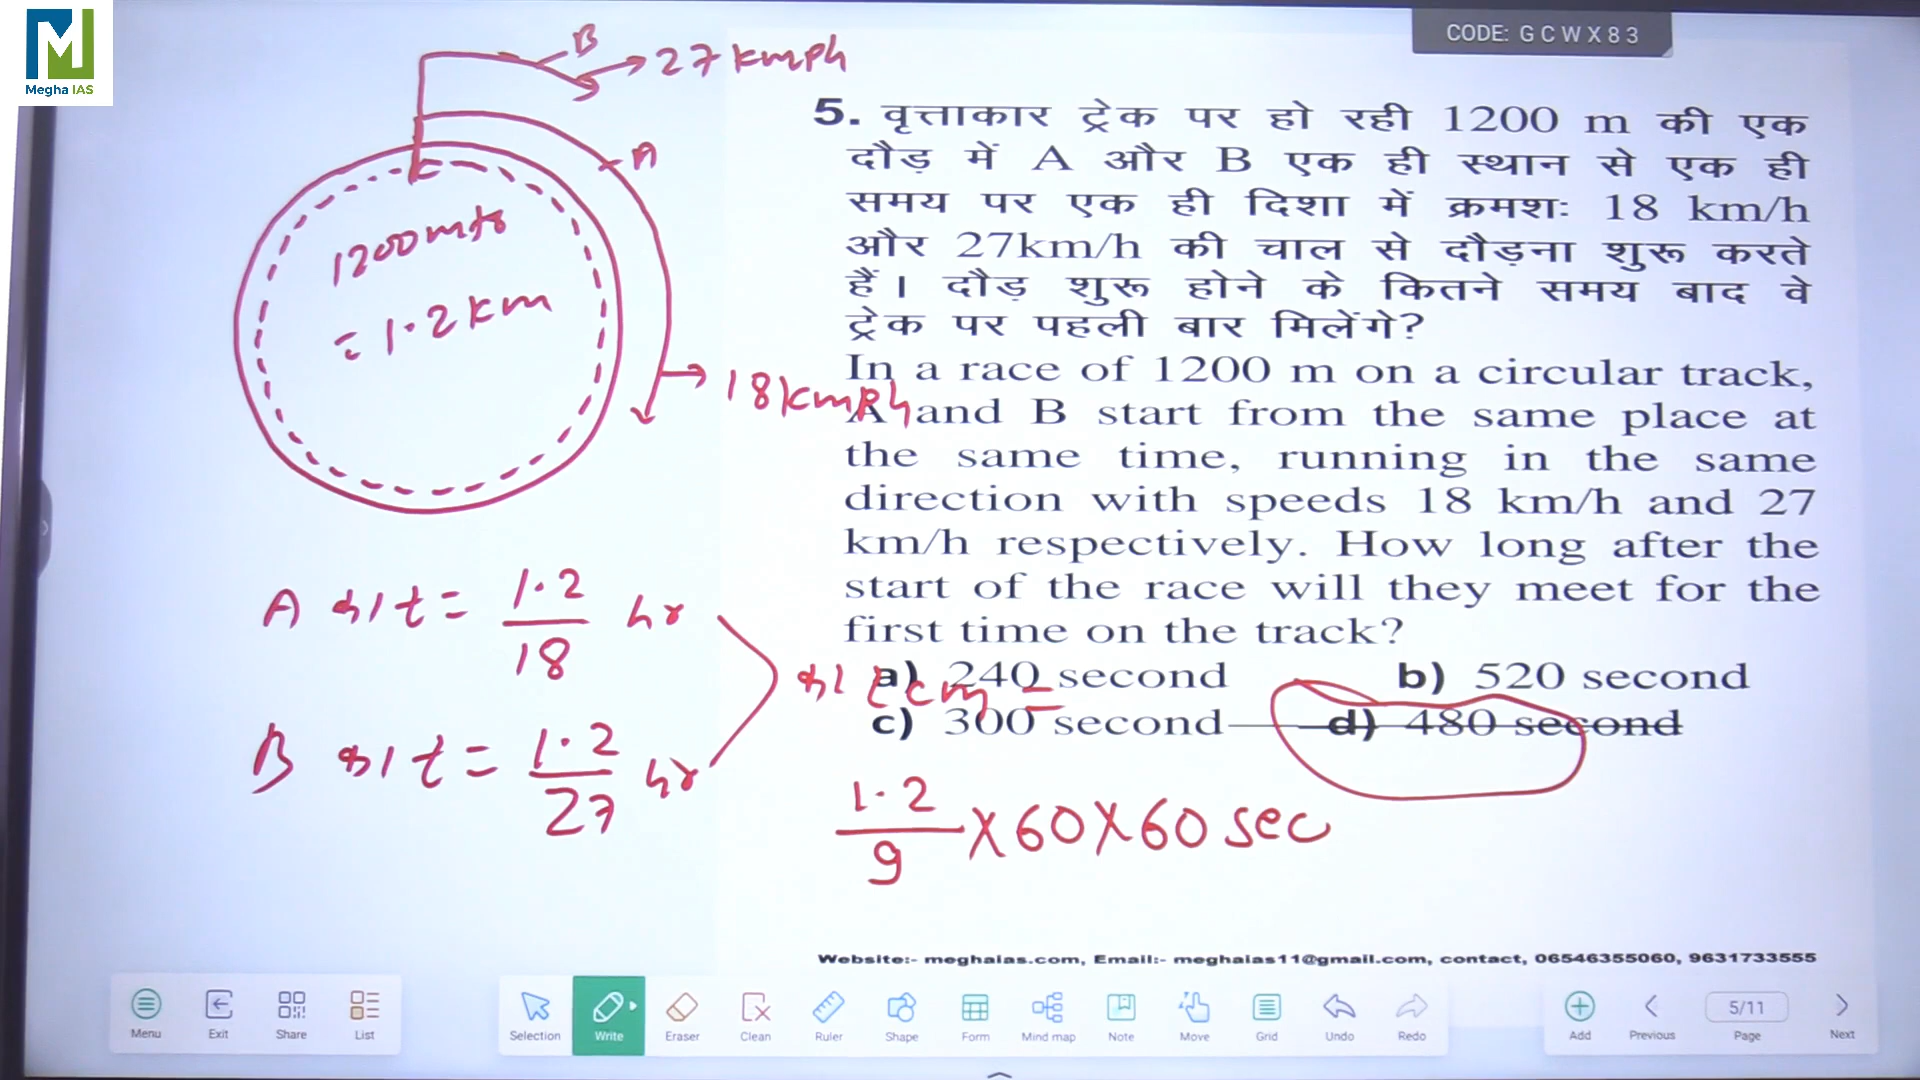 Megha IAS
CODE: GCWX83
B
27 kmph
A
1200 mts
= 1.2 km
18 kmph
5. वृत्ताकार ट्रेक पर हो रही 1200 m की एक
दौड़ में A और B एक ही स्थान से एक ही
समय पर एक ही दिशा में क्रमशः 18 km/h
और 27km/h की चाल से दौड़ना शुरू करते
हैं। दौड़ शुरू होने के कितने समय बाद वे
ट्रेक पर पहली बार मिलेंगे?
In a race of 1200 m on a circular track,
A and B start from the same place at
the same time, running in the same
direction with speeds 18 km/h and 27
km/h respectively. How long after the
start of the race will they meet for the
first time on the track?
a) 240 second b) 520 second
c) 300 second d) 480 second
A का t = 1.2/18 hr
B का t = 1.2/27 hr
का LCM =
1.2/9 × 60 × 60 sec
Website:- meghaias.com, Email:- meghaias11@gmail.com, contact, 06546355060, 9631733555
Menu Exit Share List Selection Write Eraser Clean Ruler Shape Form Mind map Note Move Grid Undo Redo Add Previous 5/11 Page Next